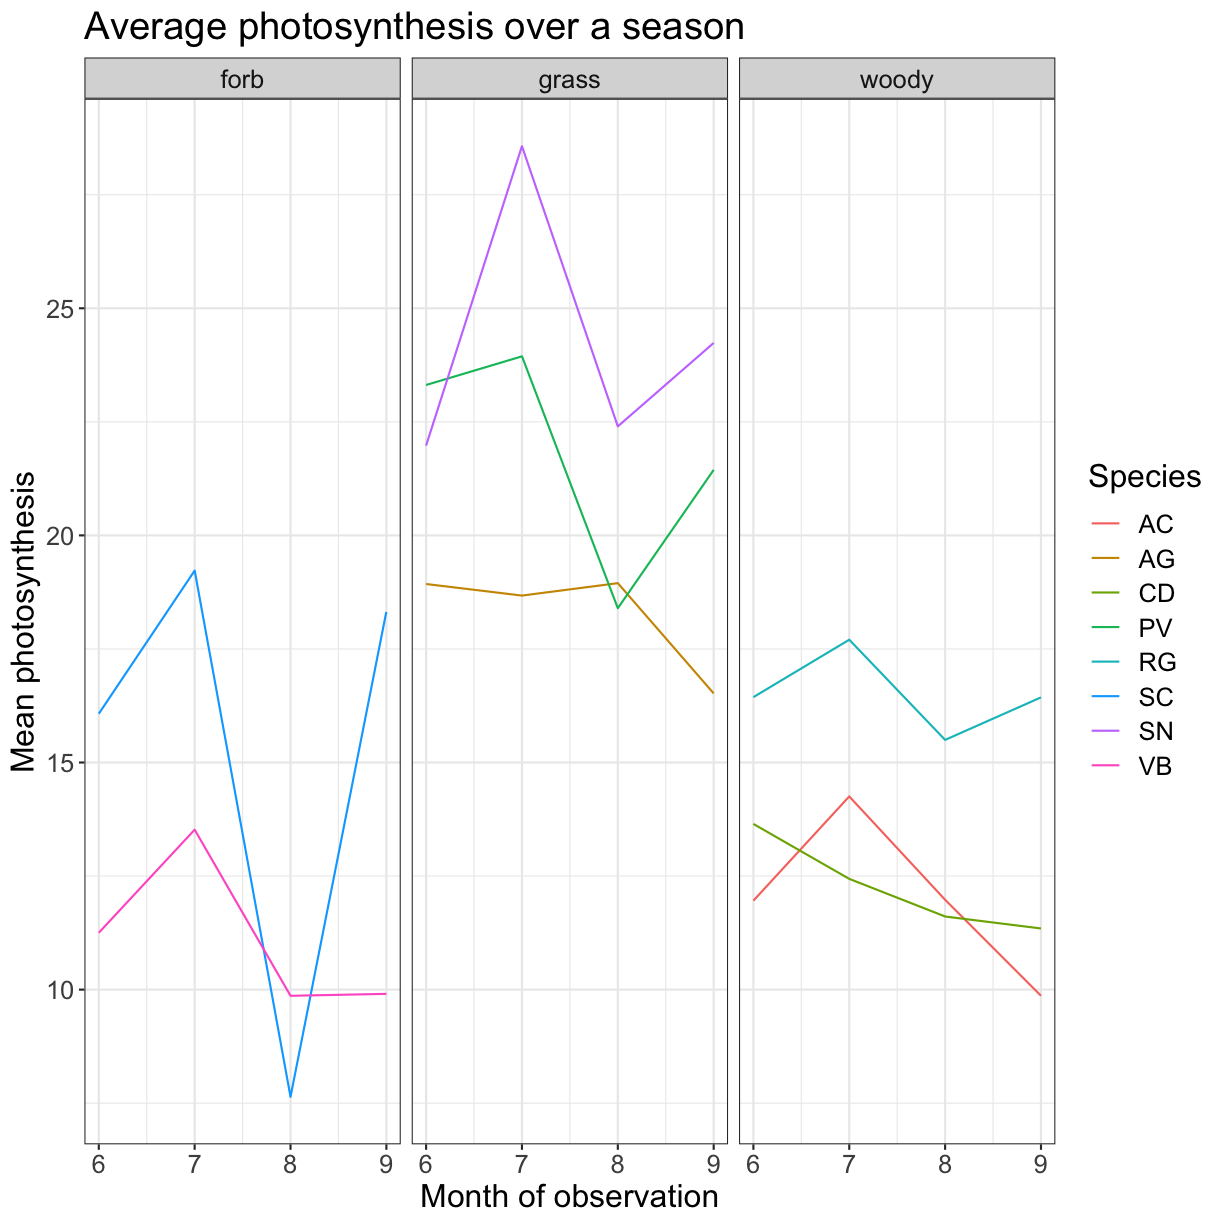 Average photosynthesis over a season
forb grass woody
Mean photosynthesis
25
20
15
10
6 7 8 9 6 7 8 9 6 7 8 9
Month of observation
Species
AC
AG
CD
PV
RG
SC
SN
VB